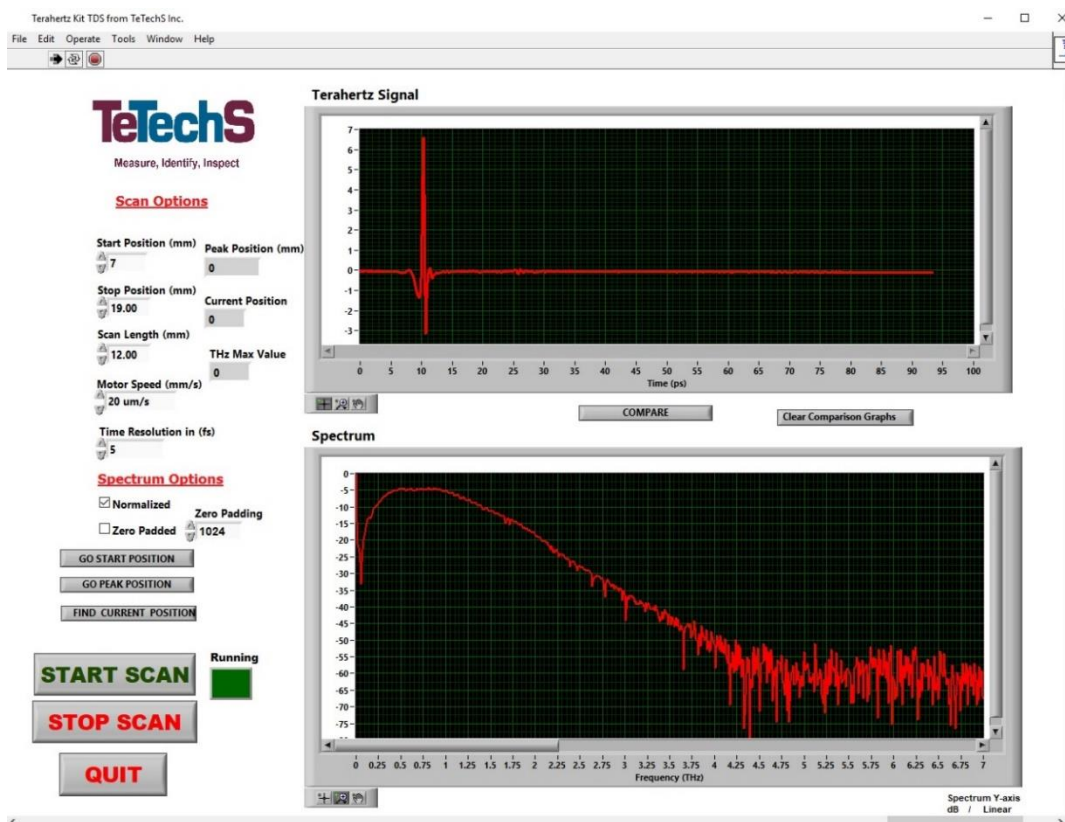 Terahertz Kit TDS from TeTechS Inc.
File Edit Operate Tools Window Help
TeTechS
Measure, Identify, Inspect
Scan Options
Start Position (mm)
7
Peak Position (mm)
0
Stop Position (mm)
19.00
Current Position
0
Scan Length (mm)
12.00
THz Max Value
0
Motor Speed (mm/s)
20 um/s
Time Resolution in (fs)
5
Spectrum Options
Normalized
Zero Padded
Zero Padding
1024
GO START POSITION
GO PEAK POSITION
FIND CURRENT POSITION
START SCAN
Running
STOP SCAN
QUIT
Terahertz Signal
7
6
5
4
3
2
1
0
-1
-2
-3
0 5 10 15 20 25 30 35 40 45 50 55 60 65 70 75 80 85 90 95 100
Time (ps)
COMPARE
Clear Comparison Graphs
Spectrum
0
-5
-10
-15
-20
-25
-30
-35
-40
-45
-50
-55
-60
-65
-70
-75
0 0.25 0.5 0.75 1 1.25 1.5 1.75 2 2.25 2.5 2.75 3 3.25 3.5 3.75 4 4.25 4.5 4.75 5 5.25 5.5 5.75 6 6.25 6.5 6.75 7
Frequency (THz)
Spectrum Y-axis
dB / Linear